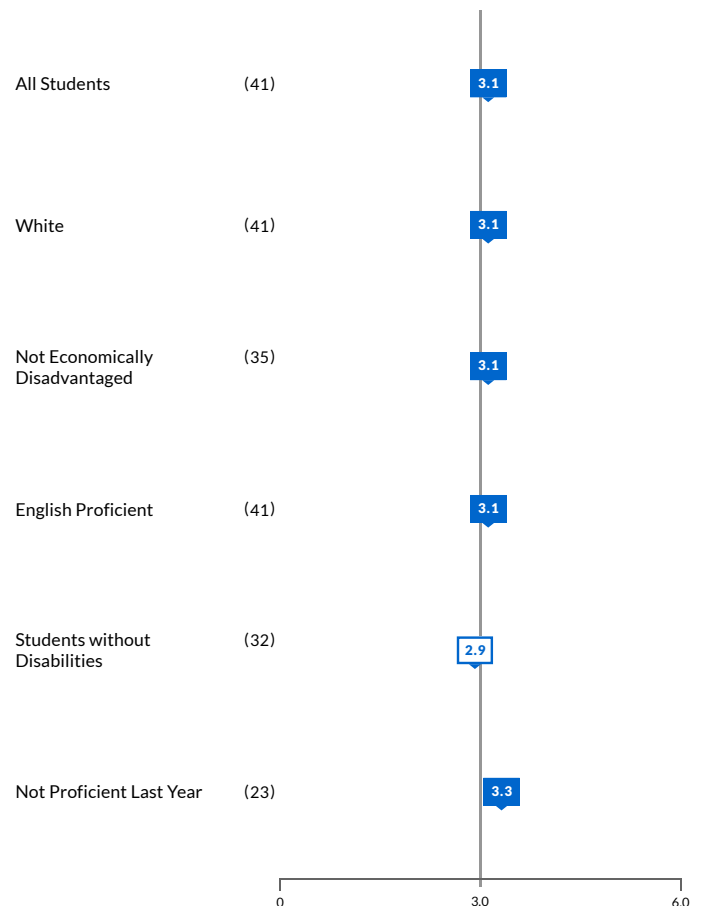 All Students (41) 3.1
White (41) 3.1
Not Economically (35)
Disadvantaged 3.1
English Proficient (41) 3.1
Students without (32)
Disabilities 2.9
Not Proficient Last Year (23) 3.3
0 3.0 6.0